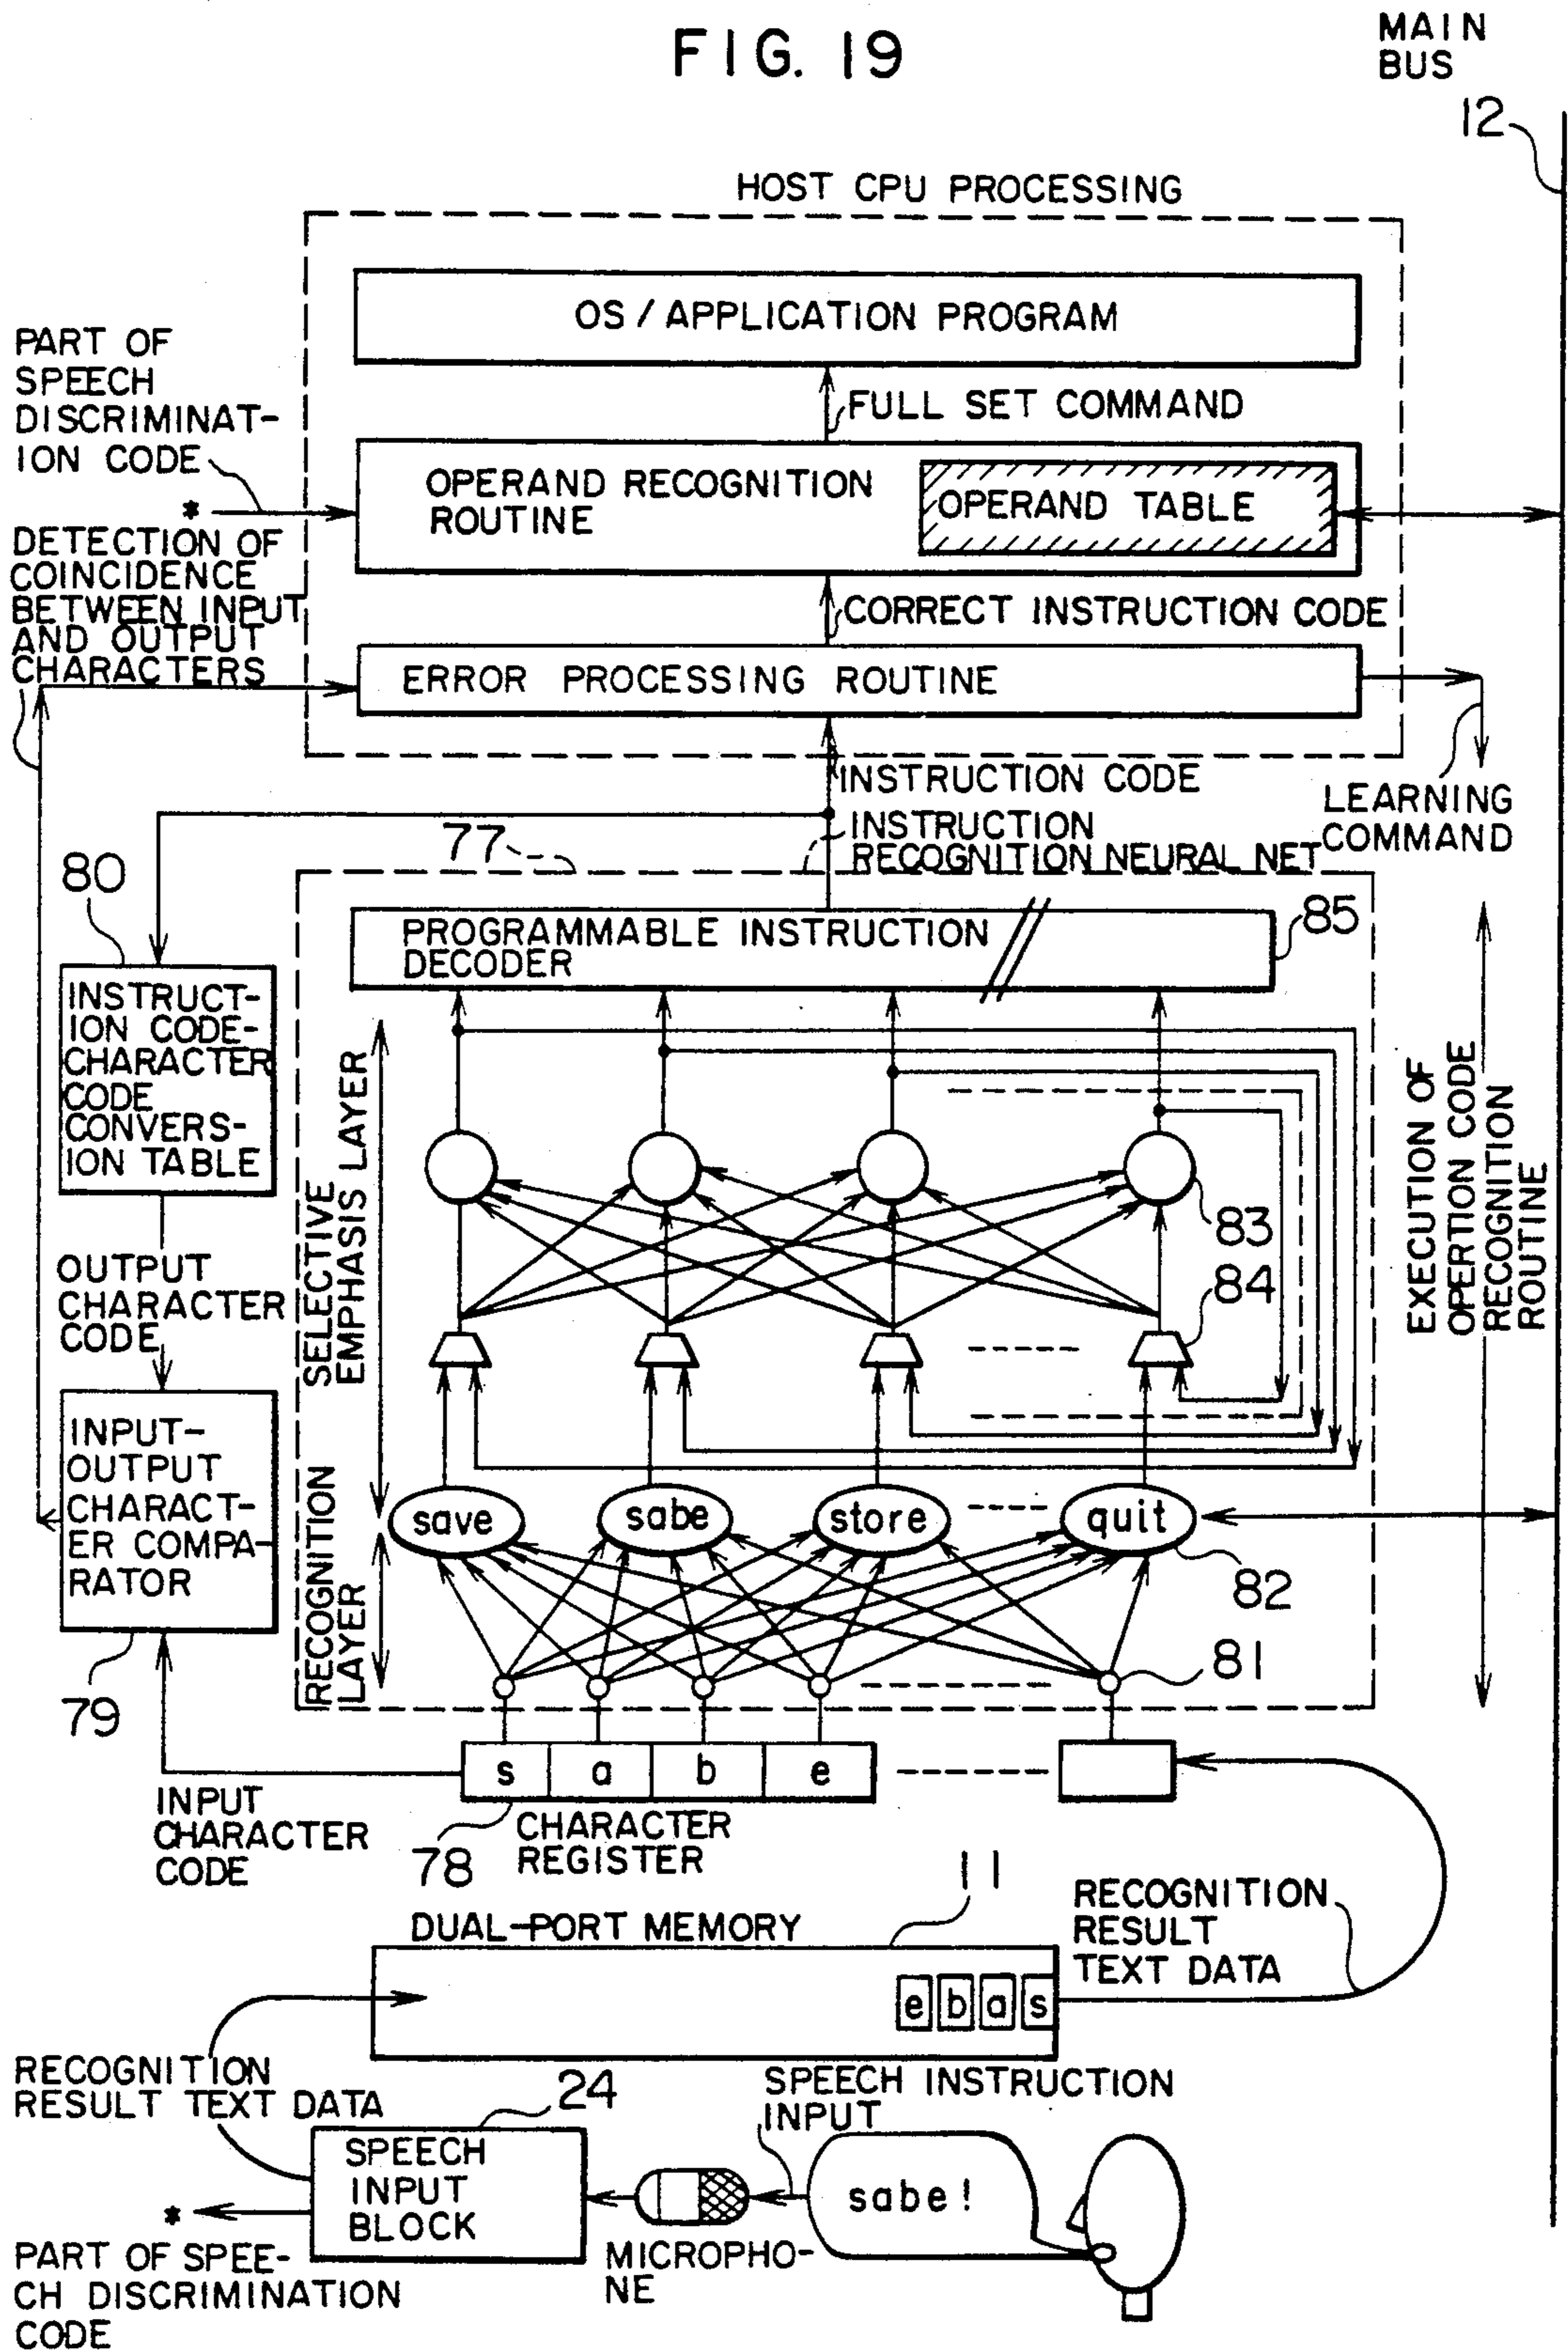 FIG. 19
MAIN
BUS
12
HOST CPU PROCESSING
OS / APPLICATION PROGRAM
PART OF
SPEECH
DISCRIMINAT-
ION CODE
*
FULL SET COMMAND
OPERAND RECOGNITION
ROUTINE
OPERAND TABLE
DETECTION OF
COINCIDENCE
BETWEEN INPUT
AND OUTPUT
CHARACTERS
CORRECT INSTRUCTION CODE
ERROR PROCESSING ROUTINE
INSTRUCTION CODE
LEARNING
COMMAND
77
INSTRUCTION
RECOGNITION NEURAL NET
80
PROGRAMMABLE INSTRUCTION
DECODER
85
INSTRUCT-
ION CODE-
CHARACTER
CODE
CONVERS-
ION TABLE
SELECTIVE
EMPHASIS LAYER
EXECUTION OF
OPERTION CODE
RECOGNITION
ROUTINE
83
84
OUTPUT
CHARACTER
CODE
INPUT-
OUTPUT
CHARACT-
ER COMPA-
RATOR
79
save
sabe
store
quit
82
RECOGNITION
LAYER
81
s a b e
INPUT
CHARACTER
CODE
78
CHARACTER
REGISTER
11
DUAL-PORT MEMORY
e b a s
RECOGNITION
RESULT
TEXT DATA
RECOGNITION
RESULT TEXT DATA
24
SPEECH INSTRUCTION
INPUT
SPEECH
INPUT
BLOCK
sabe!
*
MICROPHO-
NE
PART OF SPEE-
CH DISCRIMINATION
CODE